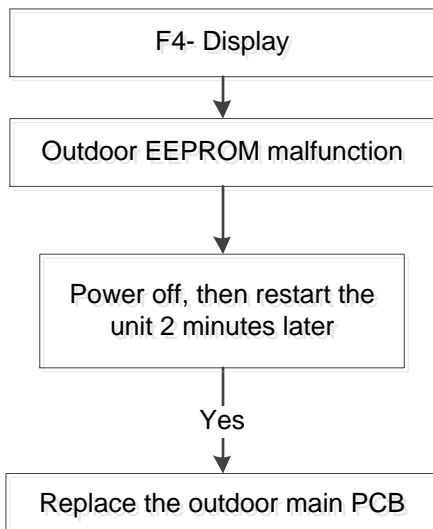 F4- Display
Outdoor EEPROM malfunction
Power off, then restart the
unit 2 minutes later
Yes
Replace the outdoor main PCB